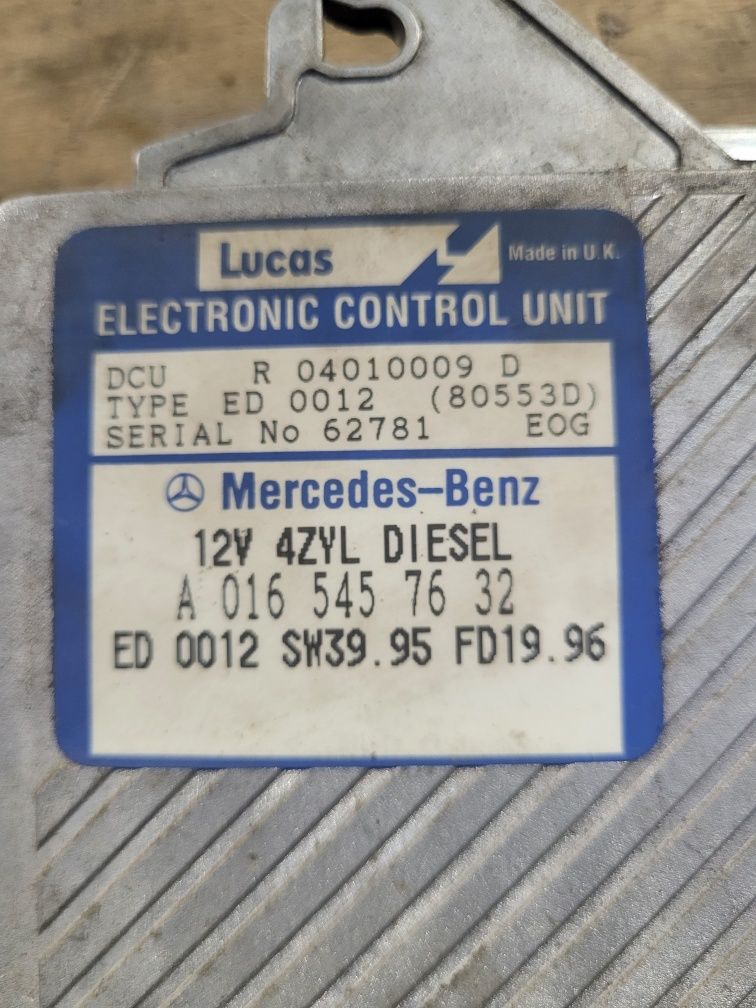 Lucas Made in U.K.
ELECTRONIC CONTROL UNIT
DCU R 04010009 D
TYPE ED 0012 (80553D)
SERIAL No 62781 EOG
Mercedes-Benz
12V 4ZYL DIESEL
A 016 545 76 32
ED 0012 SW39.95 FD19.96